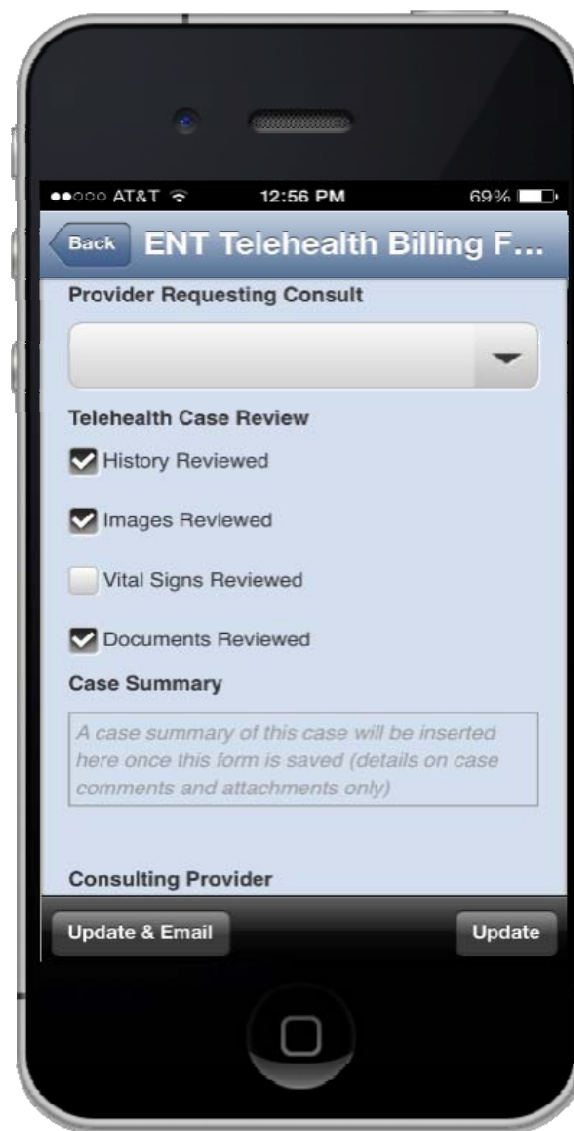 AT&T 12:56 PM 69%
Back ENT Telehealth Billing F...
Provider Requesting Consult
Telehealth Case Review
History Reviewed
Images Reviewed
Vital Signs Reviewed
Documents Reviewed
Case Summary
A case summary of this case will be inserted
here once this form is saved (details on case
comments and attachments only)
Consulting Provider
Update & Email Update